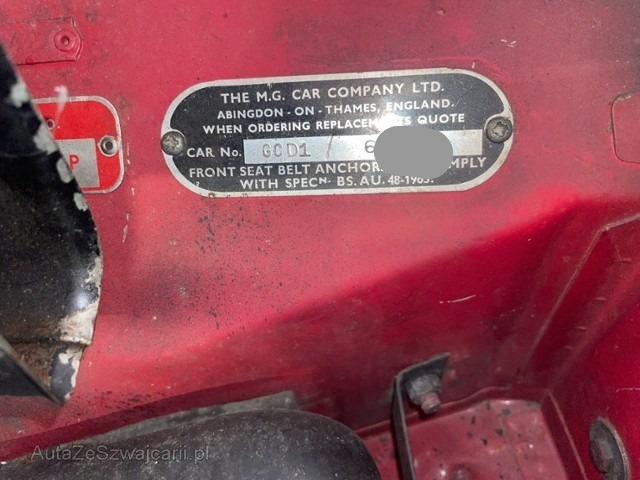 THE M.G. CAR COMPANY LTD.
ABINGDON - ON - THAMES, ENGLAND.
WHEN ORDERING REPLACEMENTS QUOTE
CAR No. GCD1 / 6
FRONT SEAT BELT ANCHOR MPLY
WITH SPECN. BS. AU. 48-1965.
P
AutaZeSzwajcarii.pl